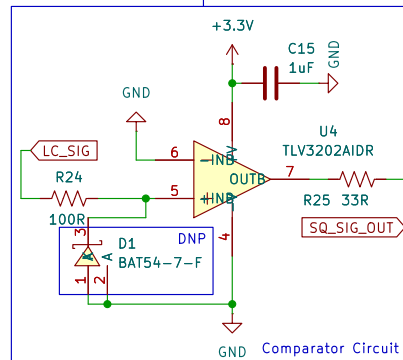 +3.3V
C15
1uF
GND
GND
8
U4
TLV3202AIDR
LC_SIG
6
-INB
V+
R24
5
+INB
OUTB
7
100R
R25
33R
3
D1
DNP
4
SQ_SIG_OUT
A
BAT54-7-F
1
2
GND
Comparator Circuit